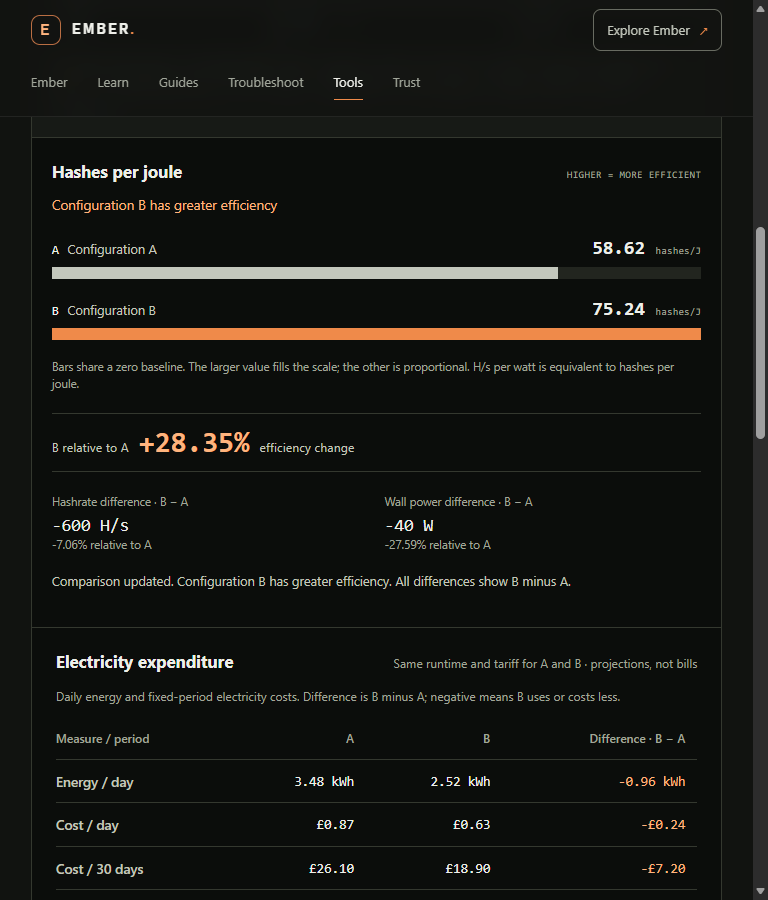 E EMBER.
Explore Ember ↗
Ember Learn Guides Troubleshoot Tools Trust
Hashes per joule
HIGHER = MORE EFFICIENT
Configuration B has greater efficiency
A Configuration A 58.62 hashes/J
B Configuration B 75.24 hashes/J
Bars share a zero baseline. The larger value fills the scale; the other is proportional. H/s per watt is equivalent to hashes per
joule.
B relative to A +28.35% efficiency change
Hashrate difference · B − A Wall power difference · B − A
-600 H/s -40 W
-7.06% relative to A -27.59% relative to A
Comparison updated. Configuration B has greater efficiency. All differences show B minus A.
Electricity expenditure
Same runtime and tariff for A and B · projections, not bills
Daily energy and fixed-period electricity costs. Difference is B minus A; negative means B uses or costs less.
Measure / period A B Difference · B − A
Energy / day 3.48 kWh 2.52 kWh -0.96 kWh
Cost / day £0.87 £0.63 -£0.24
Cost / 30 days £26.10 £18.90 -£7.20